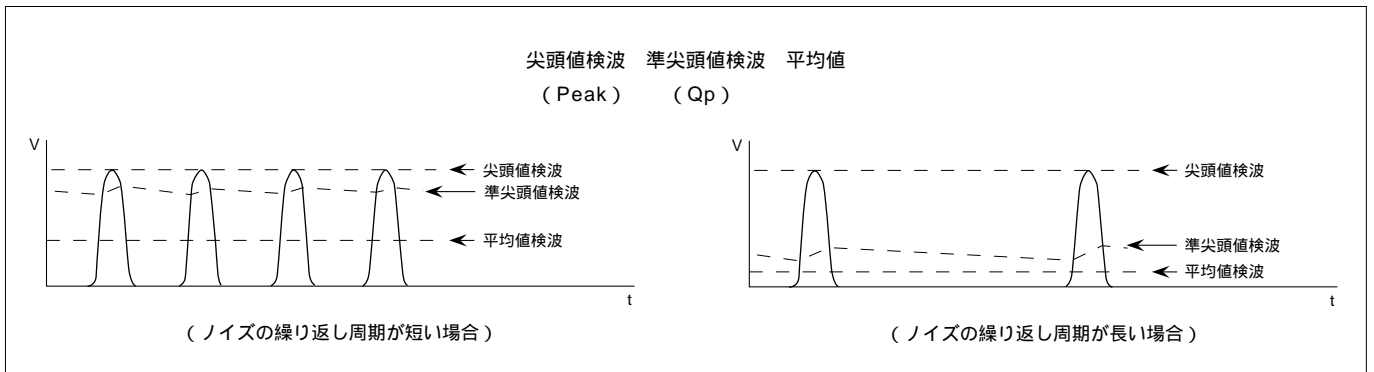 尖頭値検波　準尖頭値検波　平均値
（Peak）　（Qp）
V
尖頭値検波
準尖頭値検波
平均値検波
t
（ノイズの繰り返し周期が短い場合）
V
尖頭値検波
準尖頭値検波
平均値検波
t
（ノイズの繰り返し周期が長い場合）